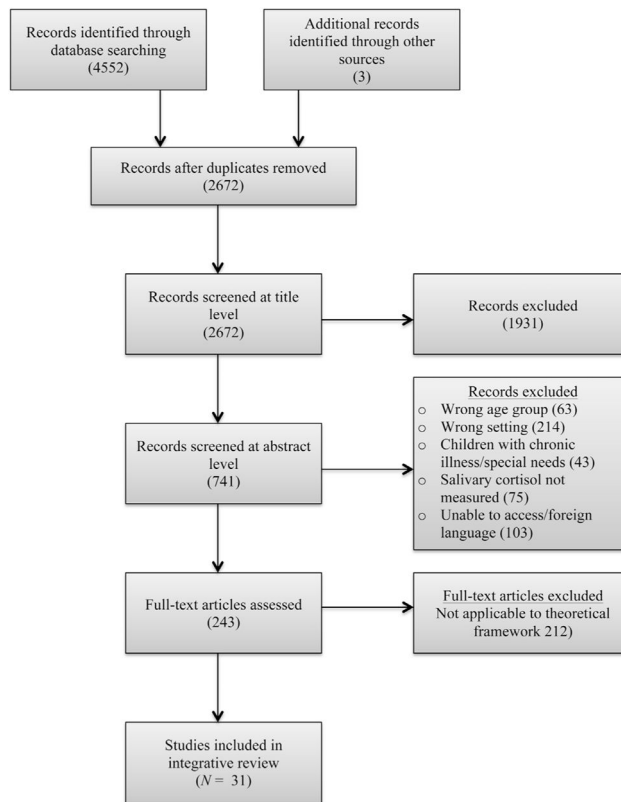 Records identified through
database searching
(4552)
Additional records
identified through other
sources
(3)
Records after duplicates removed
(2672)
Records screened at title
level
(2672)
Records excluded
(1931)
Records screened at abstract
level
(741)
Records excluded
o Wrong age group (63)
o Wrong setting (214)
o Children with chronic
illness/special needs (43)
o Salivary cortisol not
measured (75)
o Unable to access/foreign
language (103)
Full-text articles assessed
(243)
Full-text articles excluded
Not applicable to theoretical
framework 212)
Studies included in
integrative review
(N = 31)